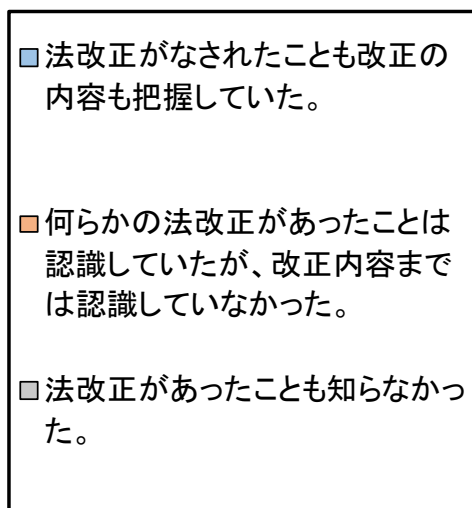 法改正がなされたことも改正の
内容も把握していた。
何らかの法改正があったことは
認識していたが、改正内容まで
は認識していなかった。
法改正があったことも知らなかっ
た。